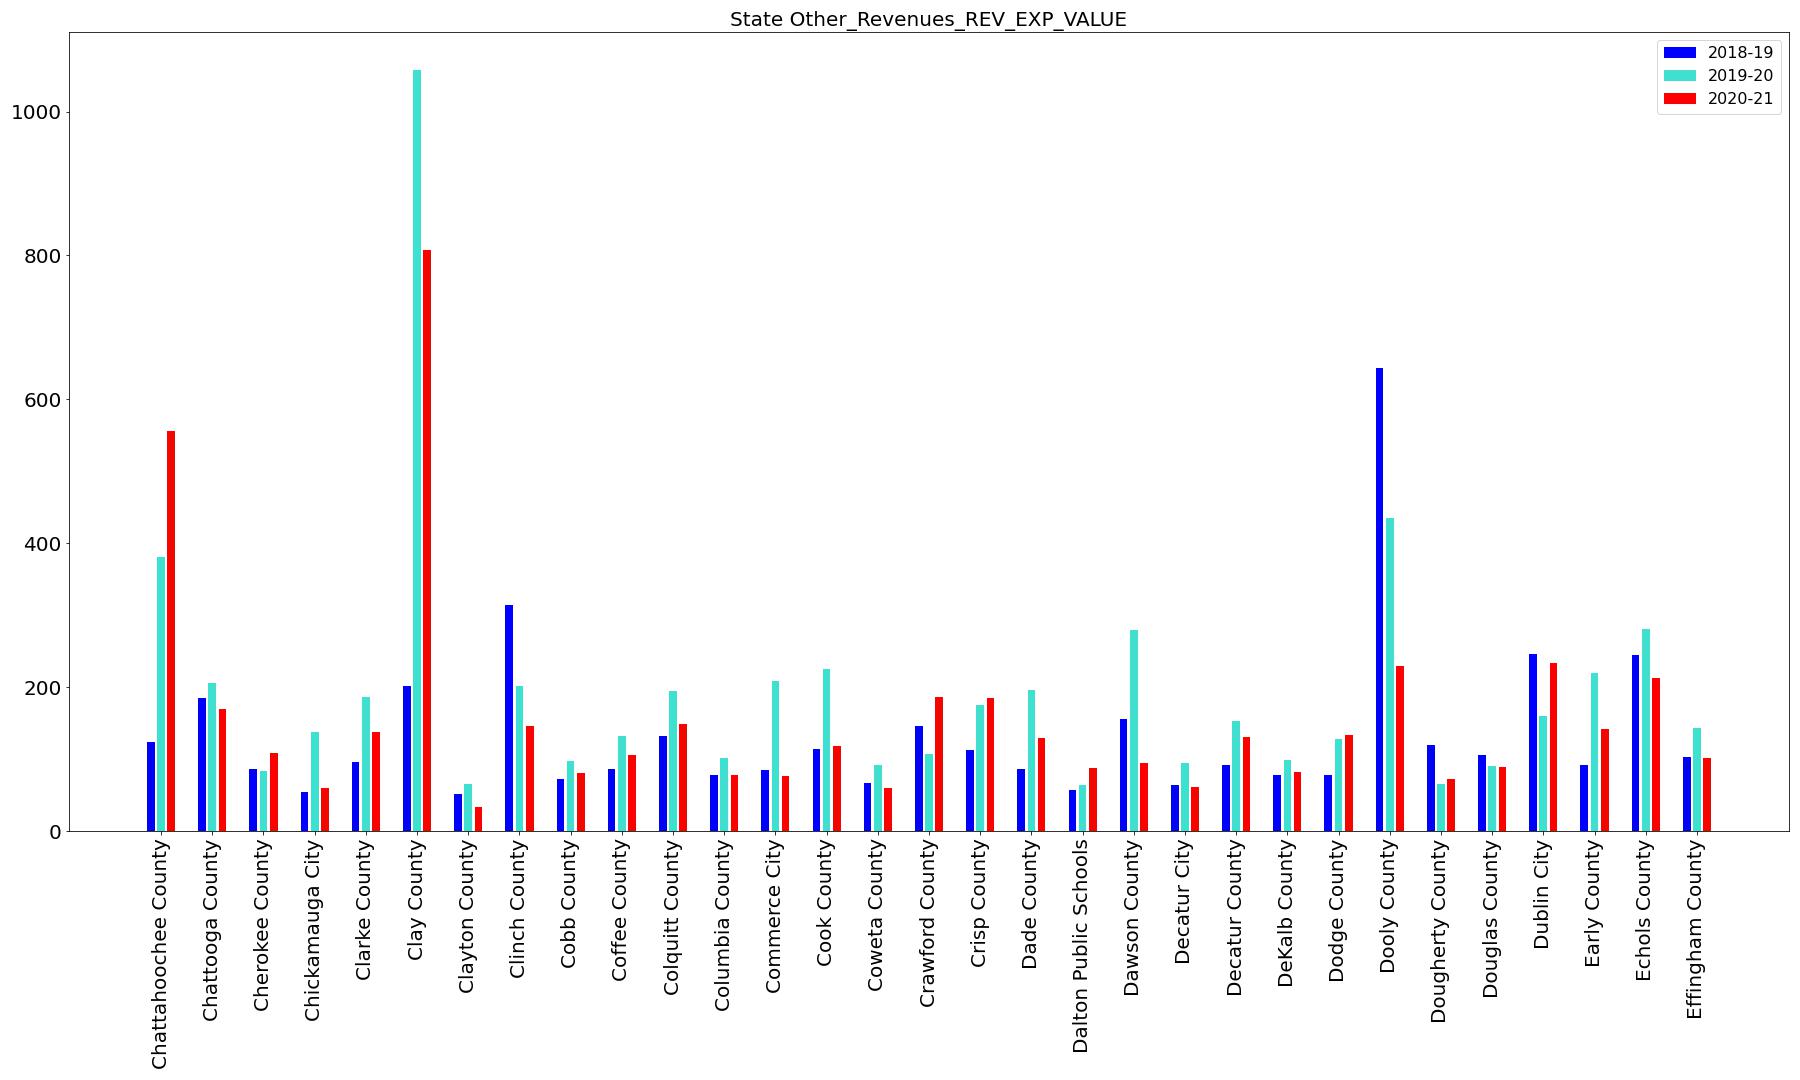 State Other_Revenues_REV_EXP_VALUE
2018-19
2019-20
2020-21
1000
800
600
400
200
0
Chattahoochee County
Chattooga County
Cherokee County
Chickamauga City
Clarke County
Clay County
Clayton County
Clinch County
Cobb County
Coffee County
Colquitt County
Columbia County
Commerce City
Cook County
Coweta County
Crawford County
Crisp County
Dade County
Dalton Public Schools
Dawson County
Decatur City
Decatur County
DeKalb County
Dodge County
Dooly County
Dougherty County
Douglas County
Dublin City
Early County
Echols County
Effingham County